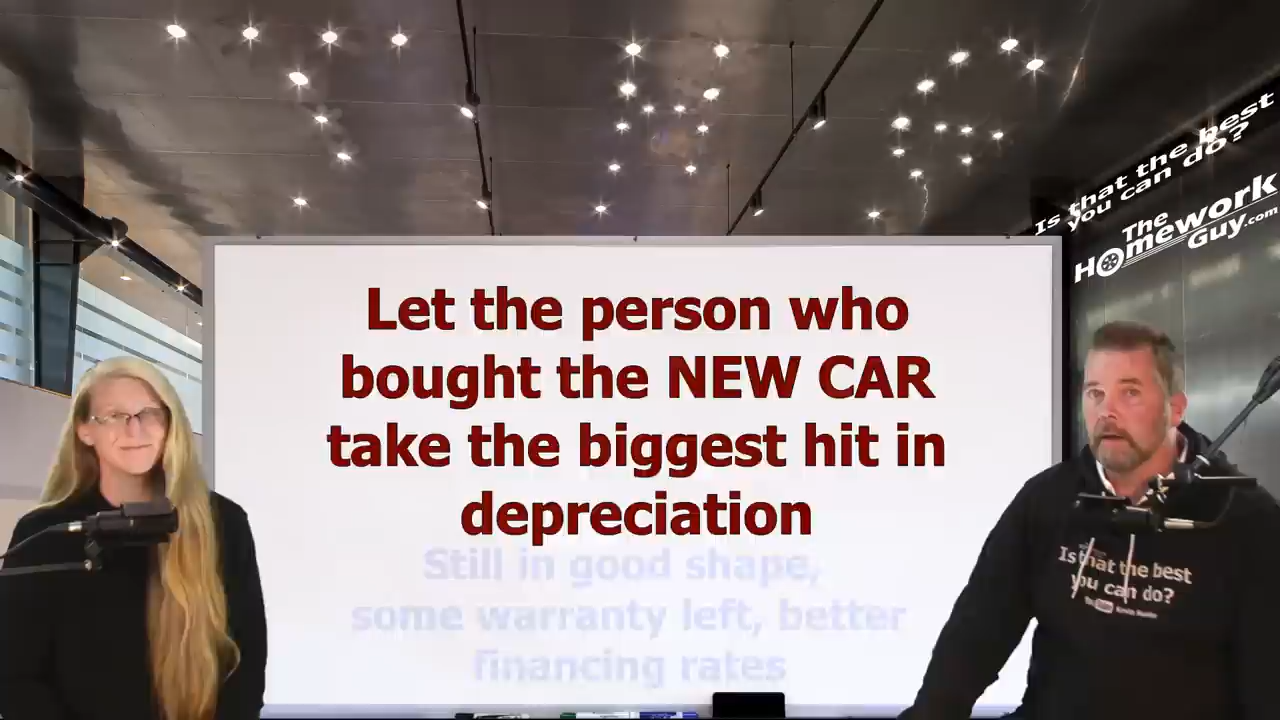 Is that the best
you can do?
The
Homework
Guy.com
Let the person who
bought the NEW CAR
take the biggest hit in
depreciation
Still in good shape,
some warranty left, better
financing rates
Is that the best
you can do?